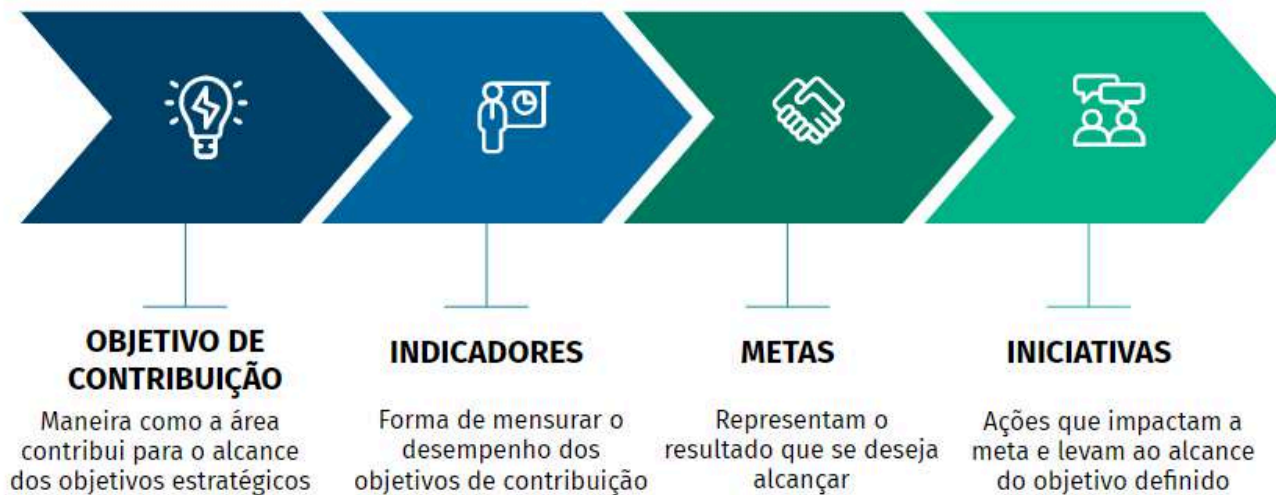 OBJETIVO DE
CONTRIBUIÇÃO
Maneira como a área
contribui para o alcance
dos objetivos estratégicos
INDICADORES
Forma de mensurar o
desempenho dos
objetivos de contribuição
METAS
Representam o
resultado que se deseja
alcançar
INICIATIVAS
Ações que impactam a
meta e levam ao alcance
do objetivo definido